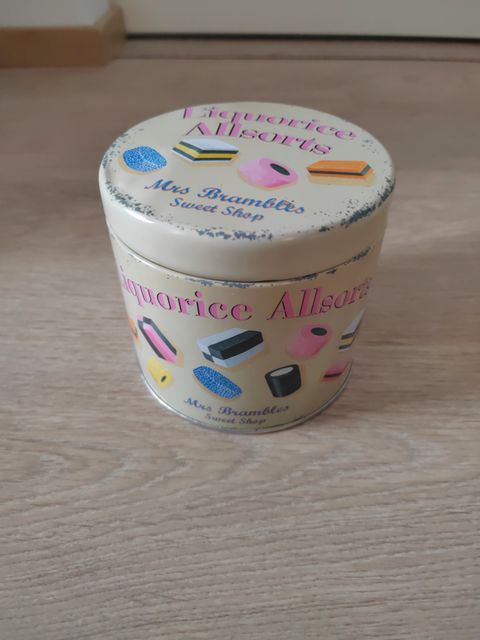 Liquorice
Allsorts
Mrs Brambles
Sweet Shop
Liquorice Allsorts
Mrs Brambles
Sweet Shop